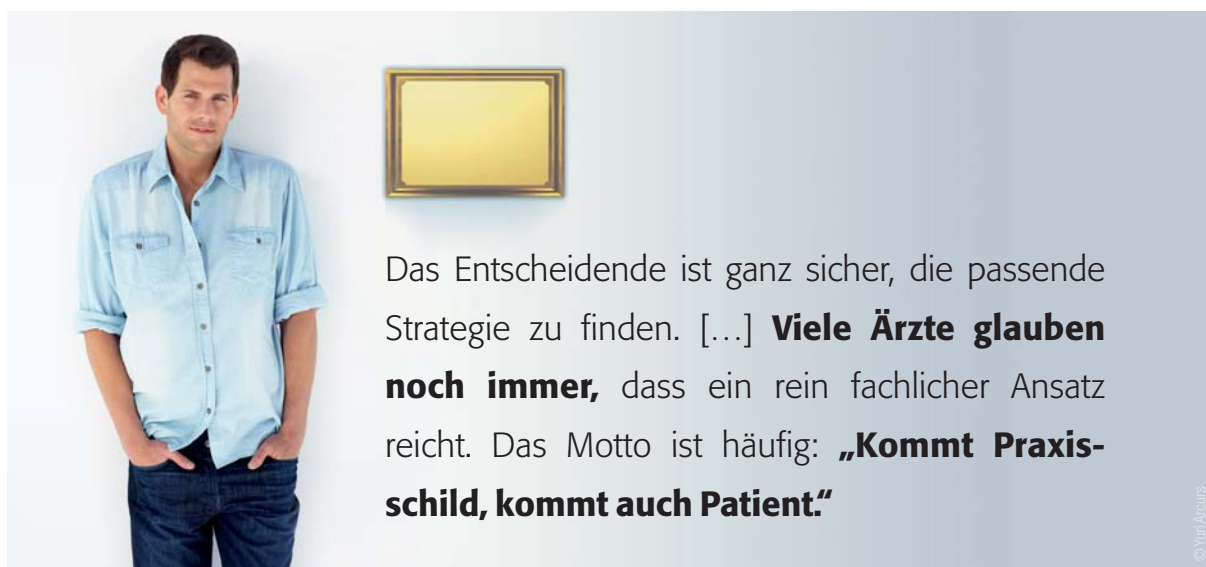 Das Entscheidende ist ganz sicher, die passende
Strategie zu finden. […] Viele Ärzte glauben
noch immer, dass ein rein fachlicher Ansatz
reicht. Das Motto ist häufig: „Kommt Praxis-
schild, kommt auch Patient.“
© Yuri Arcurs